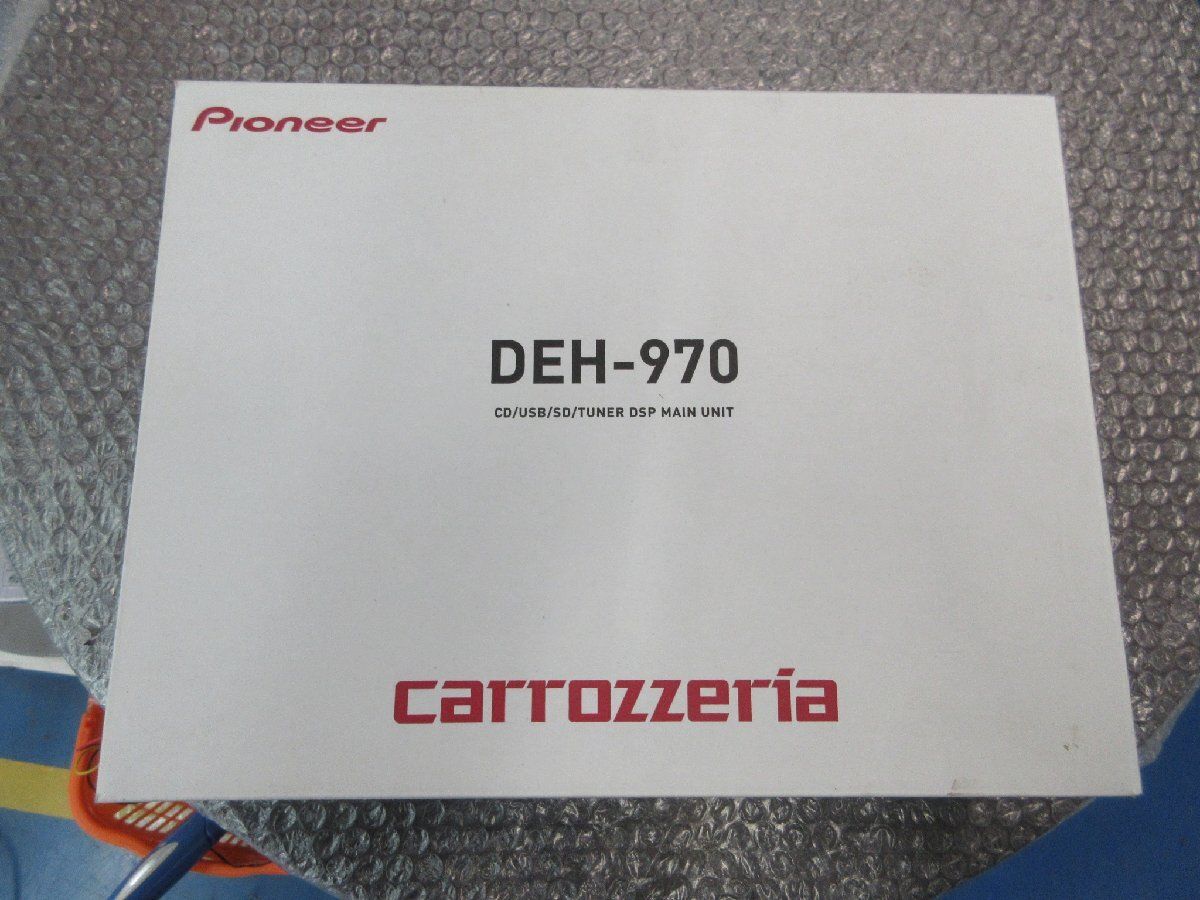 Pioneer
DEH-970
CD/USB/SD/TUNER DSP MAIN UNIT
carrozzeria